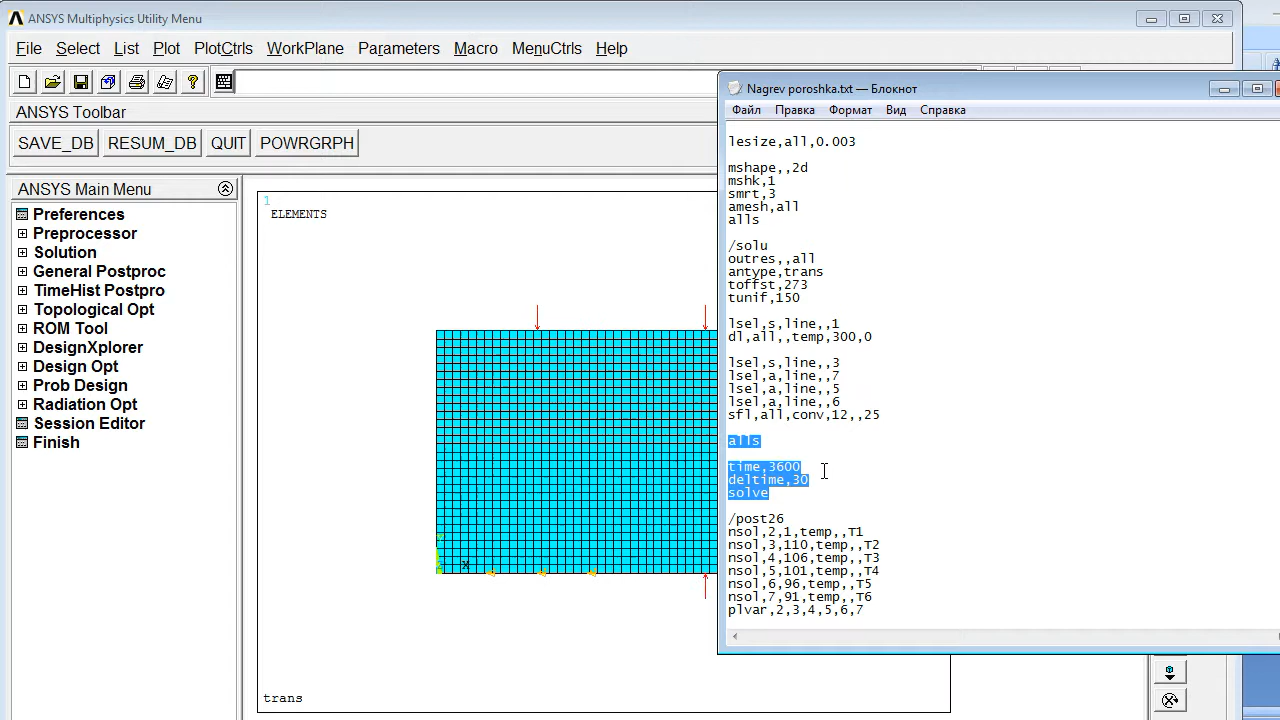 ANSYS Multiphysics Utility Menu
File Select List Plot PlotCtrls WorkPlane Parameters Macro MenuCtrls Help
ANSYS Toolbar
SAVE_DB RESUM_DB QUIT POWRGRPH
ANSYS Main Menu
Preferences
Preprocessor
Solution
General Postproc
TimeHist Postpro
Topological Opt
ROM Tool
DesignXplorer
Design Opt
Prob Design
Radiation Opt
Session Editor
Finish
1
ELEMENTS
X
trans
Nagrev poroshka.txt — Блокнот
Файл Правка Формат Вид Справка
lesize,all,0.003
mshape,,2d
mshk,1
smrt,3
amesh,all
alls
/solu
outres,,all
antype,trans
toffst,273
tunif,150
lsel,s,line,,1
dl,all,,temp,300,0
lsel,s,line,,3
lsel,a,line,,7
lsel,a,line,,5
lsel,a,line,,6
sfl,all,conv,12,,25
alls
time,3600
deltime,30
solve
/post26
nsol,2,1,temp,,T1
nsol,3,110,temp,,T2
nsol,4,106,temp,,T3
nsol,5,101,temp,,T4
nsol,6,96,temp,,T5
nsol,7,91,temp,,T6
plvar,2,3,4,5,6,7